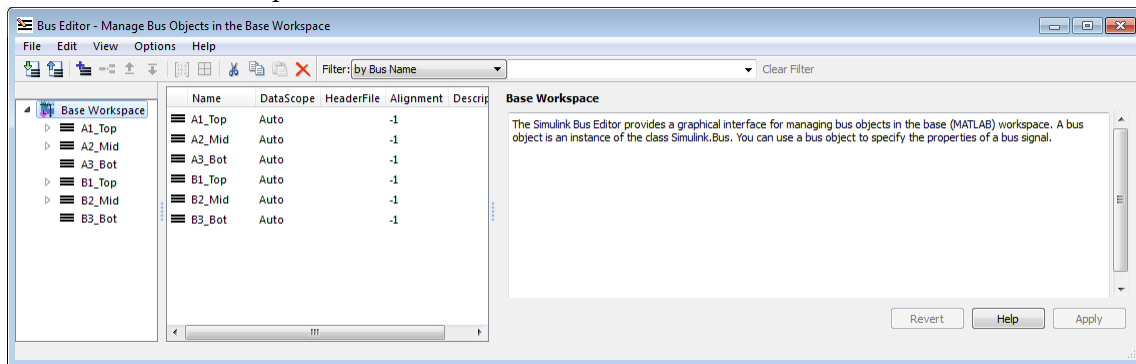 Bus Editor - Manage Bus Objects in the Base Workspace
File Edit View Options Help
Filter: by Bus Name Clear Filter
Base Workspace
A1_Top
A2_Mid
A3_Bot
B1_Top
B2_Mid
B3_Bot
Name DataScope HeaderFile Alignment Descrip
A1_Top Auto -1
A2_Mid Auto -1
A3_Bot Auto -1
B1_Top Auto -1
B2_Mid Auto -1
B3_Bot Auto -1
Base Workspace
The Simulink Bus Editor provides a graphical interface for managing bus objects in the base (MATLAB) workspace. A bus
object is an instance of the class Simulink.Bus. You can use a bus object to specify the properties of a bus signal.
Revert Help Apply